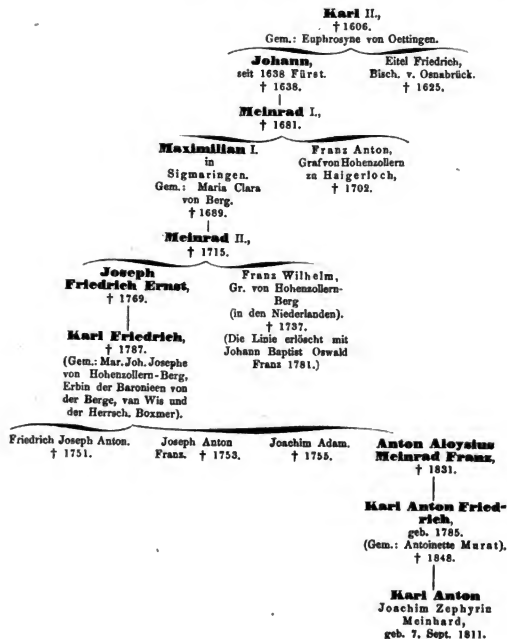 Karl II.,
† 1606.
Gem.: Euphrosyne von Oettingen.
Johann,
seit 1638 Fürst.
† 1638.
Eitel Friedrich,
Bisch. v. Osnabrück.
† 1625.
Meinrad I.,
† 1681.
Maximilian I.
in
Sigmaringen.
Gem.: Maria Clara
von Berg.
† 1689.
Franz Anton,
Graf von Hohenzollern
zu Haigerloch,
† 1702.
Meinrad II.,
† 1715.
Joseph
Friedrich Ernst,
† 1769.
Franz Wilhelm,
Gr. von Hohenzollern-
Berg
(in den Niederlanden).
† 1737.
(Die Linie erlöscht mit
Johann Baptist Oswald
Franz 1781.)
Karl Friedrich,
† 1787.
(Gem.: Mar. Joh. Josephe
von Hohenzollern-Berg,
Erbin der Baronieen von
der Berge, van Wis und
der Herrsch. Boxmer).
Friedrich Joseph Anton.
† 1751.
Joseph Anton
Franz. † 1753.
Joachim Adam.
† 1755.
Anton Aloysius
Meinrad Franz,
† 1831.
Karl Anton Fried-
rich,
geb. 1785.
(Gem.: Antoinette Murat),
† 1848.
Karl Anton
Joachim Zephyrin
Meinhard,
geb. 7. Sept. 1811.